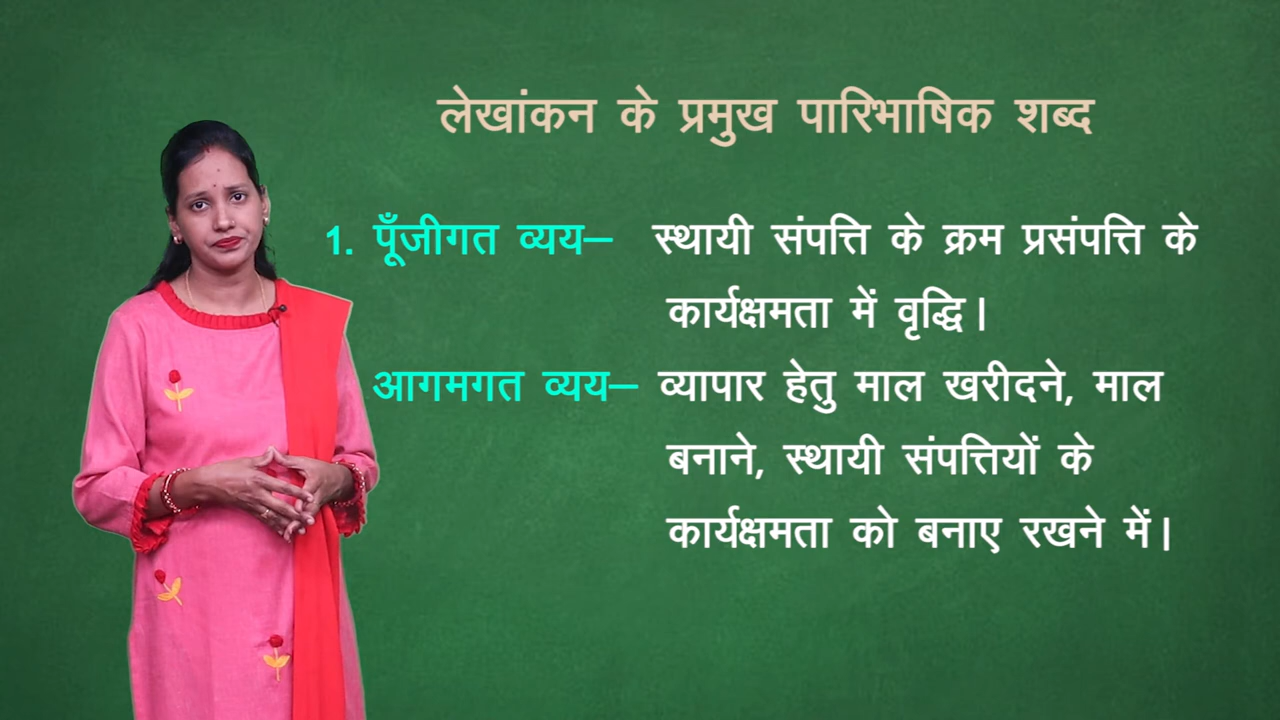 लेखांकन के प्रमुख पारिभाषिक शब्द
1. पूँजीगत व्यय– स्थायी संपत्ति के क्रम प्रसंपत्ति के
कार्यक्षमता में वृद्धि।
आगमगत व्यय– व्यापार हेतु माल खरीदने, माल
बनाने, स्थायी संपत्तियों के
कार्यक्षमता को बनाए रखने में।